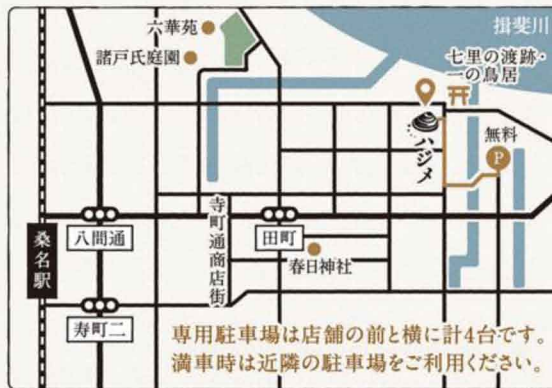 六華苑
諸戸氏庭園
揖斐川
七里の渡跡・
一の鳥居
ハジメ
無料
P
桑名駅
八間通
寺町通商店街
田町
春日神社
寿町二
専用駐車場は店舗の前と横に計4台です。
満車時は近隣の駐車場をご利用ください。